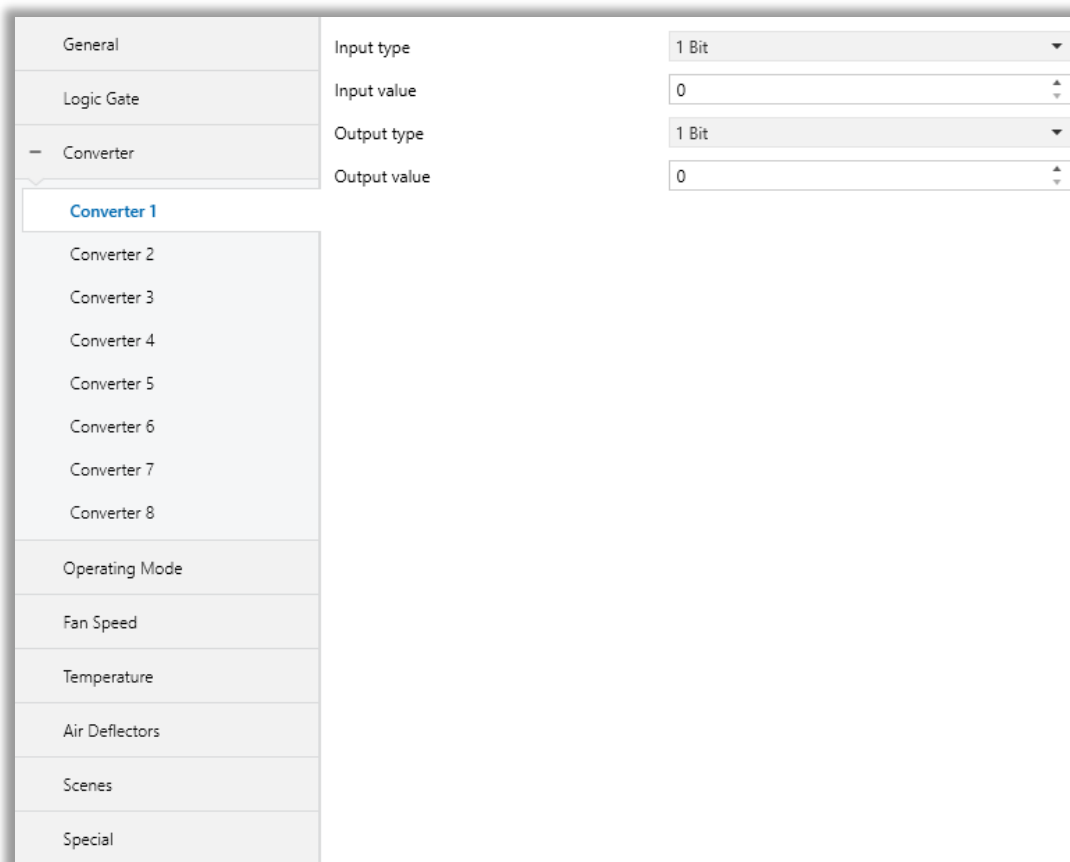 General
Logic Gate
Converter
Converter 1
Converter 2
Converter 3
Converter 4
Converter 5
Converter 6
Converter 7
Converter 8
Operating Mode
Fan Speed
Temperature
Air Deflectors
Scenes
Special
Input type 1 Bit
Input value 0
Output type 1 Bit
Output value 0